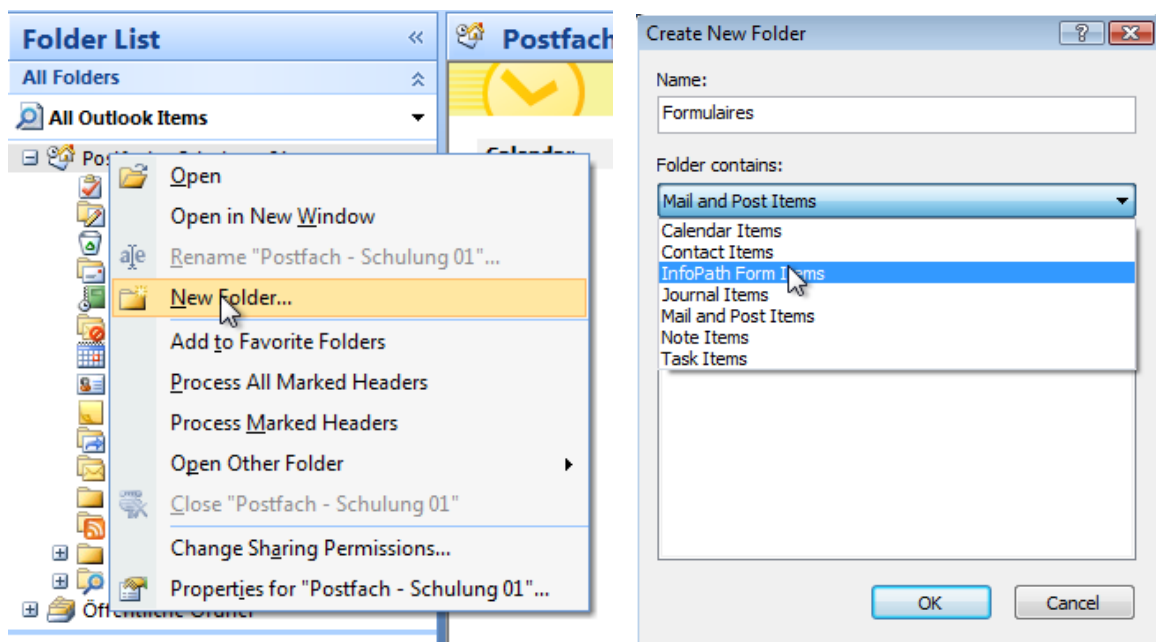 Folder List
All Folders
All Outlook Items
Open
Open in New Window
Rename "Postfach - Schulung 01"...
New Folder...
Add to Favorite Folders
Process All Marked Headers
Process Marked Headers
Open Other Folder
Close "Postfach - Schulung 01"
Change Sharing Permissions...
Properties for "Postfach - Schulung 01"...
Öffentliche Ordner
Postfach
Calendar
Create New Folder
Name:
Formulaires
Folder contains:
Mail and Post Items
Calendar Items
Contact Items
InfoPath Form Items
Journal Items
Mail and Post Items
Note Items
Task Items
OK
Cancel